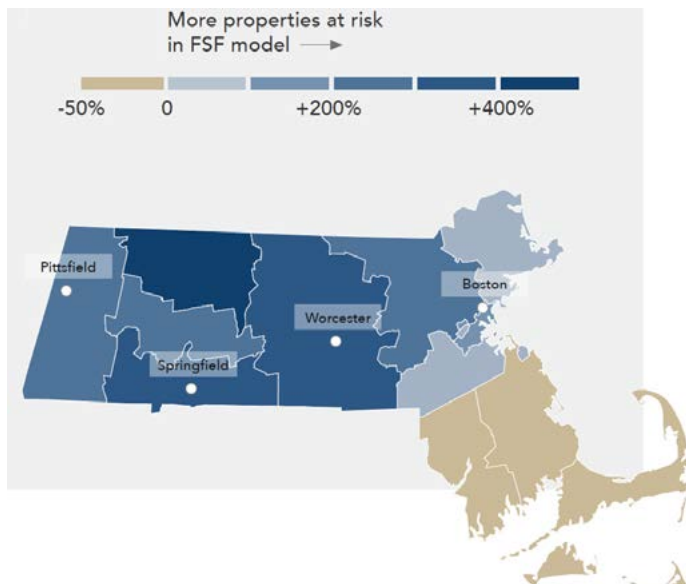 More properties at risk
in FSF model →
-50% 0 +200% +400%
Pittsfield
Boston
Worcester
Springfield